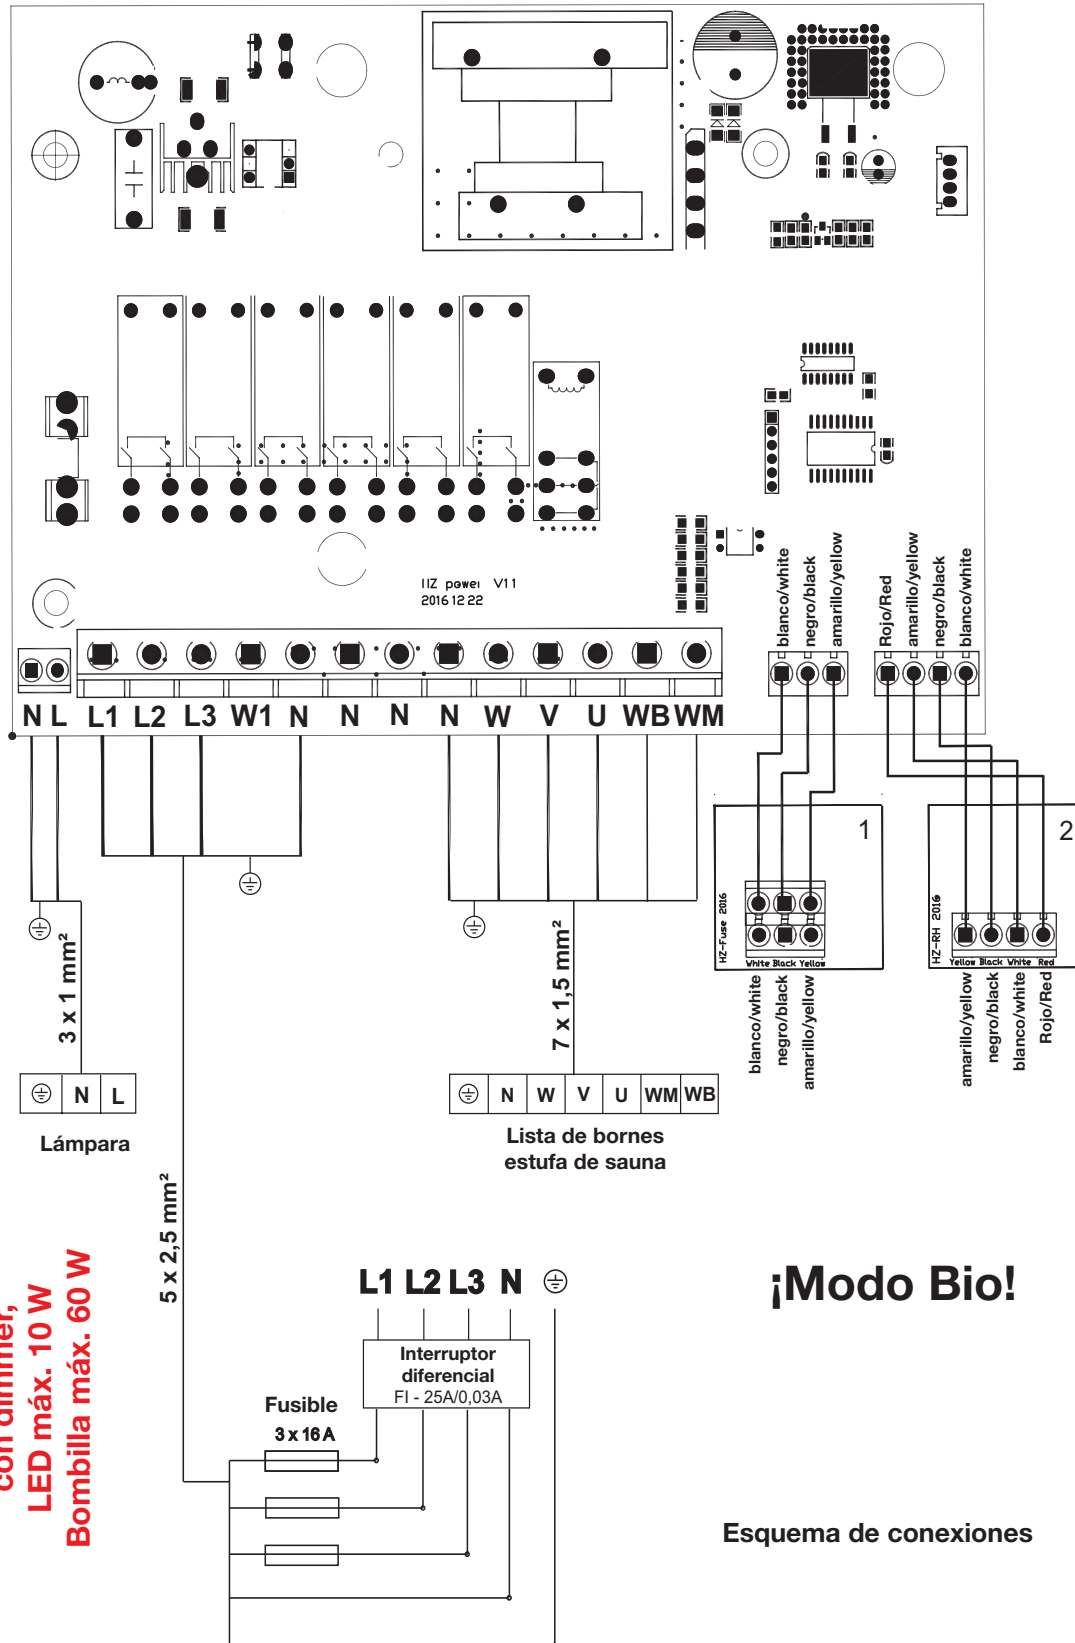 HZ power V11
2016 12 22
blanco/white
negro/black
amarillo/yellow
Rojo/Red
amarillo/yellow
negro/black
blanco/white
N L L1 L2 L3 W1 N N N N W V U WB WM
1
HZ-Fuse 2016
White Black Yellow
blanco/white
negro/black
amarillo/yellow
2
HZ-RH 2016
Yellow Black White Red
amarillo/yellow
negro/black
blanco/white
Rojo/Red
3 x 1 mm²
7 x 1,5 mm²
N L
Lámpara
N W V U WM WB
Lista de bornes
estufa de sauna
5 x 2,5 mm²
con dimmer,
LED máx. 10 W
Bombilla máx. 60 W
L1 L2 L3 N
Interruptor
diferencial
FI - 25A/0,03A
Fusible
3 x 16 A
¡Modo Bio!
Esquema de conexiones